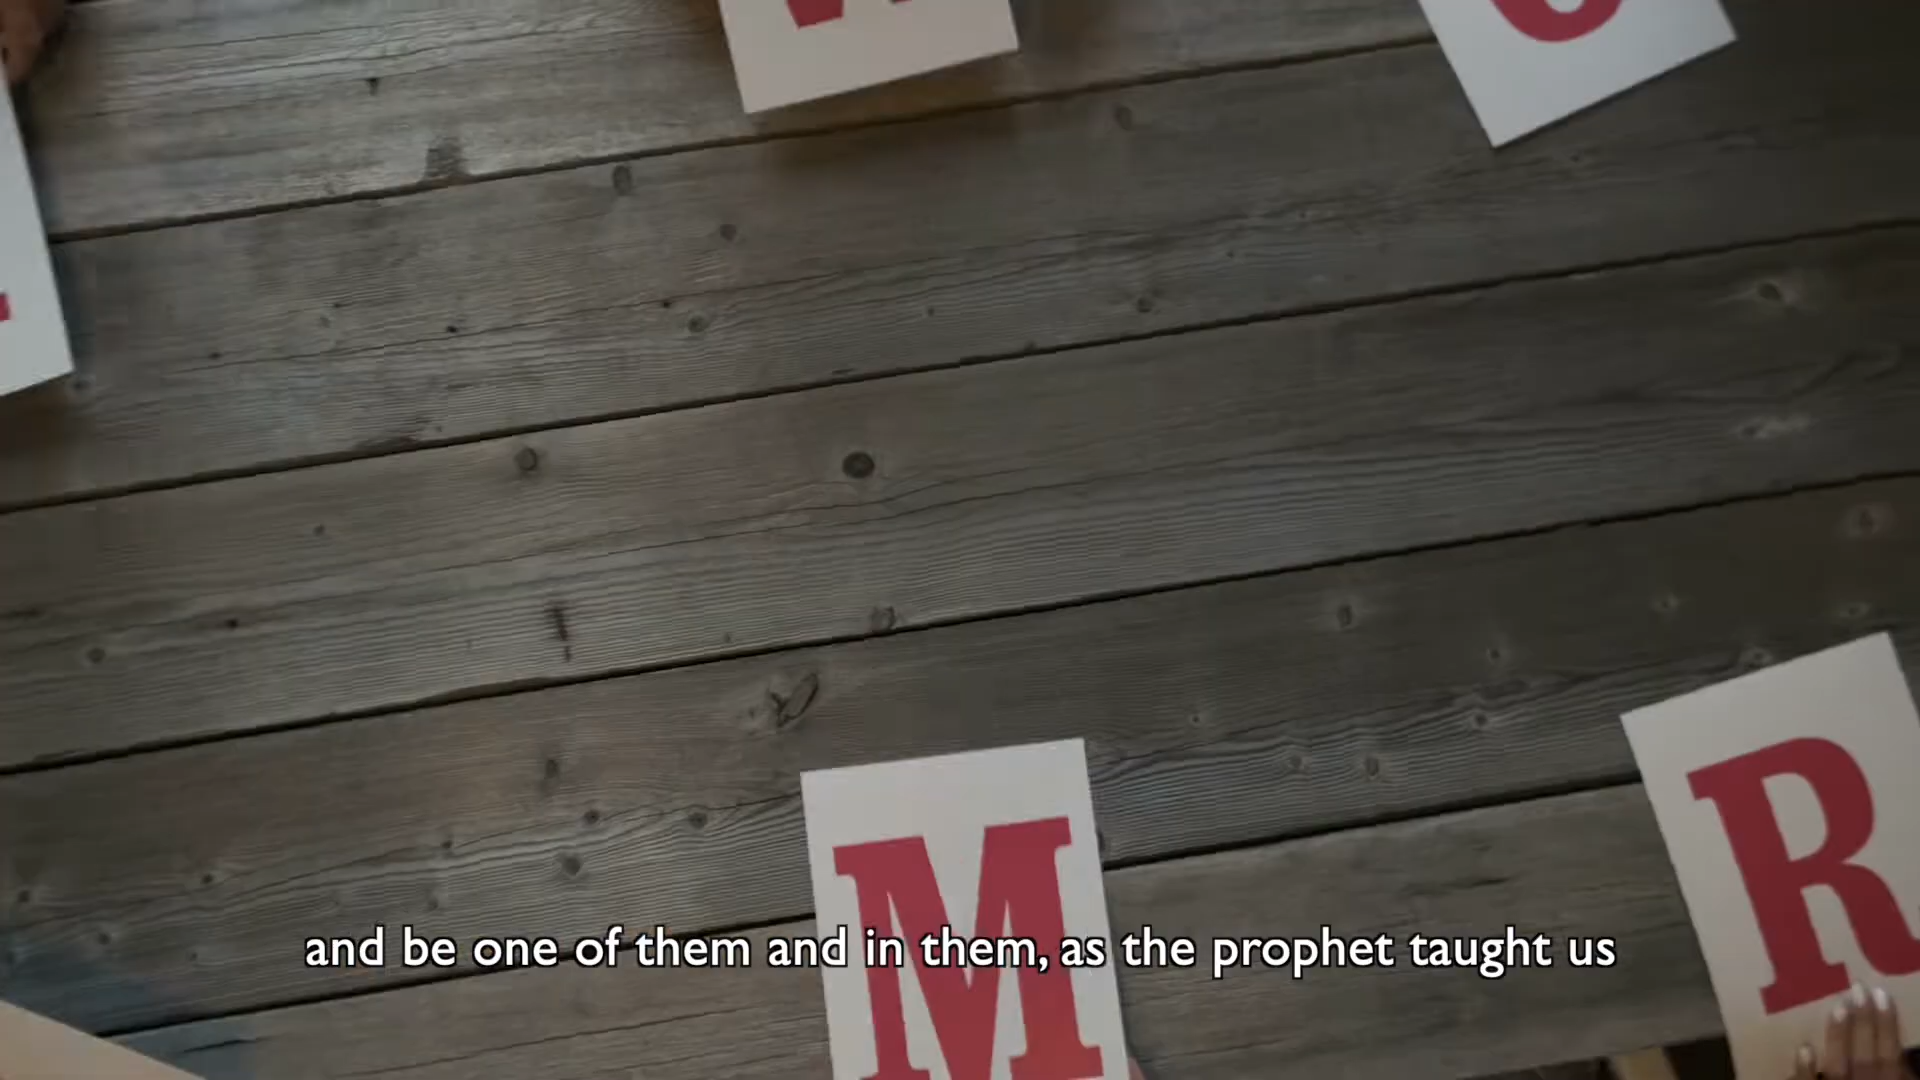 M
R
and be one of them and in them, as the prophet taught us